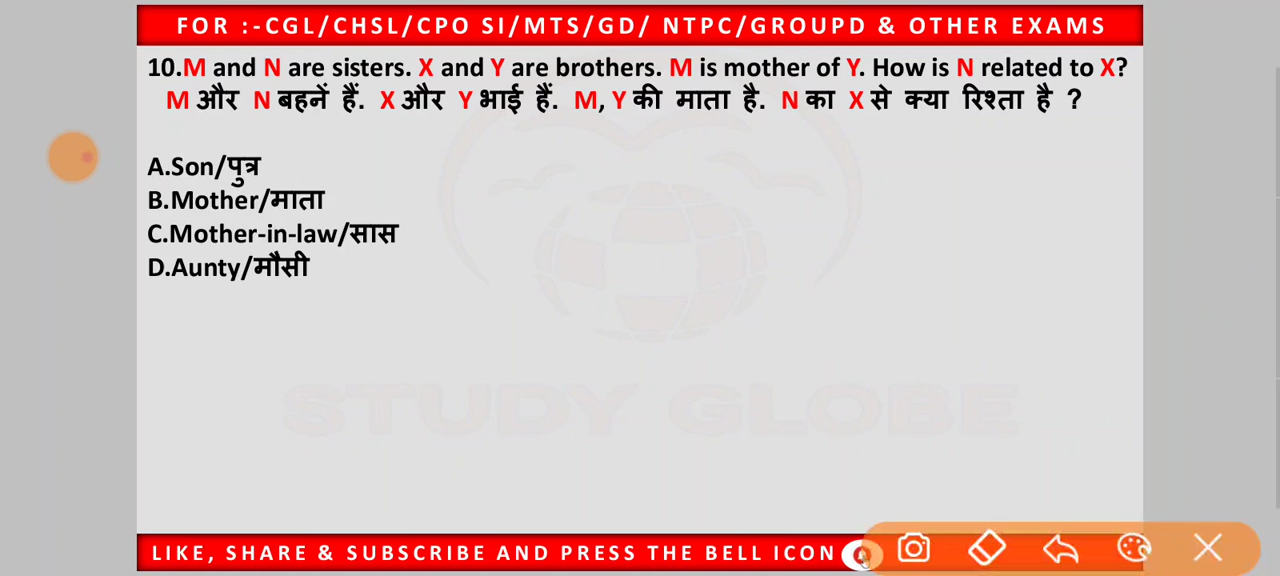 FOR :-CGL/CHSL/CPO SI/MTS/GD/ NTPC/GROUPD & OTHER EXAMS
10.M and N are sisters. X and Y are brothers. M is mother of Y. How is N related to X?
M और N बहनें हैं. X और Y भाई हैं. M, Y की माता है. N का X से क्या रिश्ता है ?
A.Son/पुत्र
B.Mother/माता
C.Mother-in-law/सास
D.Aunty/मौसी
STUDY GLOBE
LIKE, SHARE & SUBSCRIBE AND PRESS THE BELL ICON